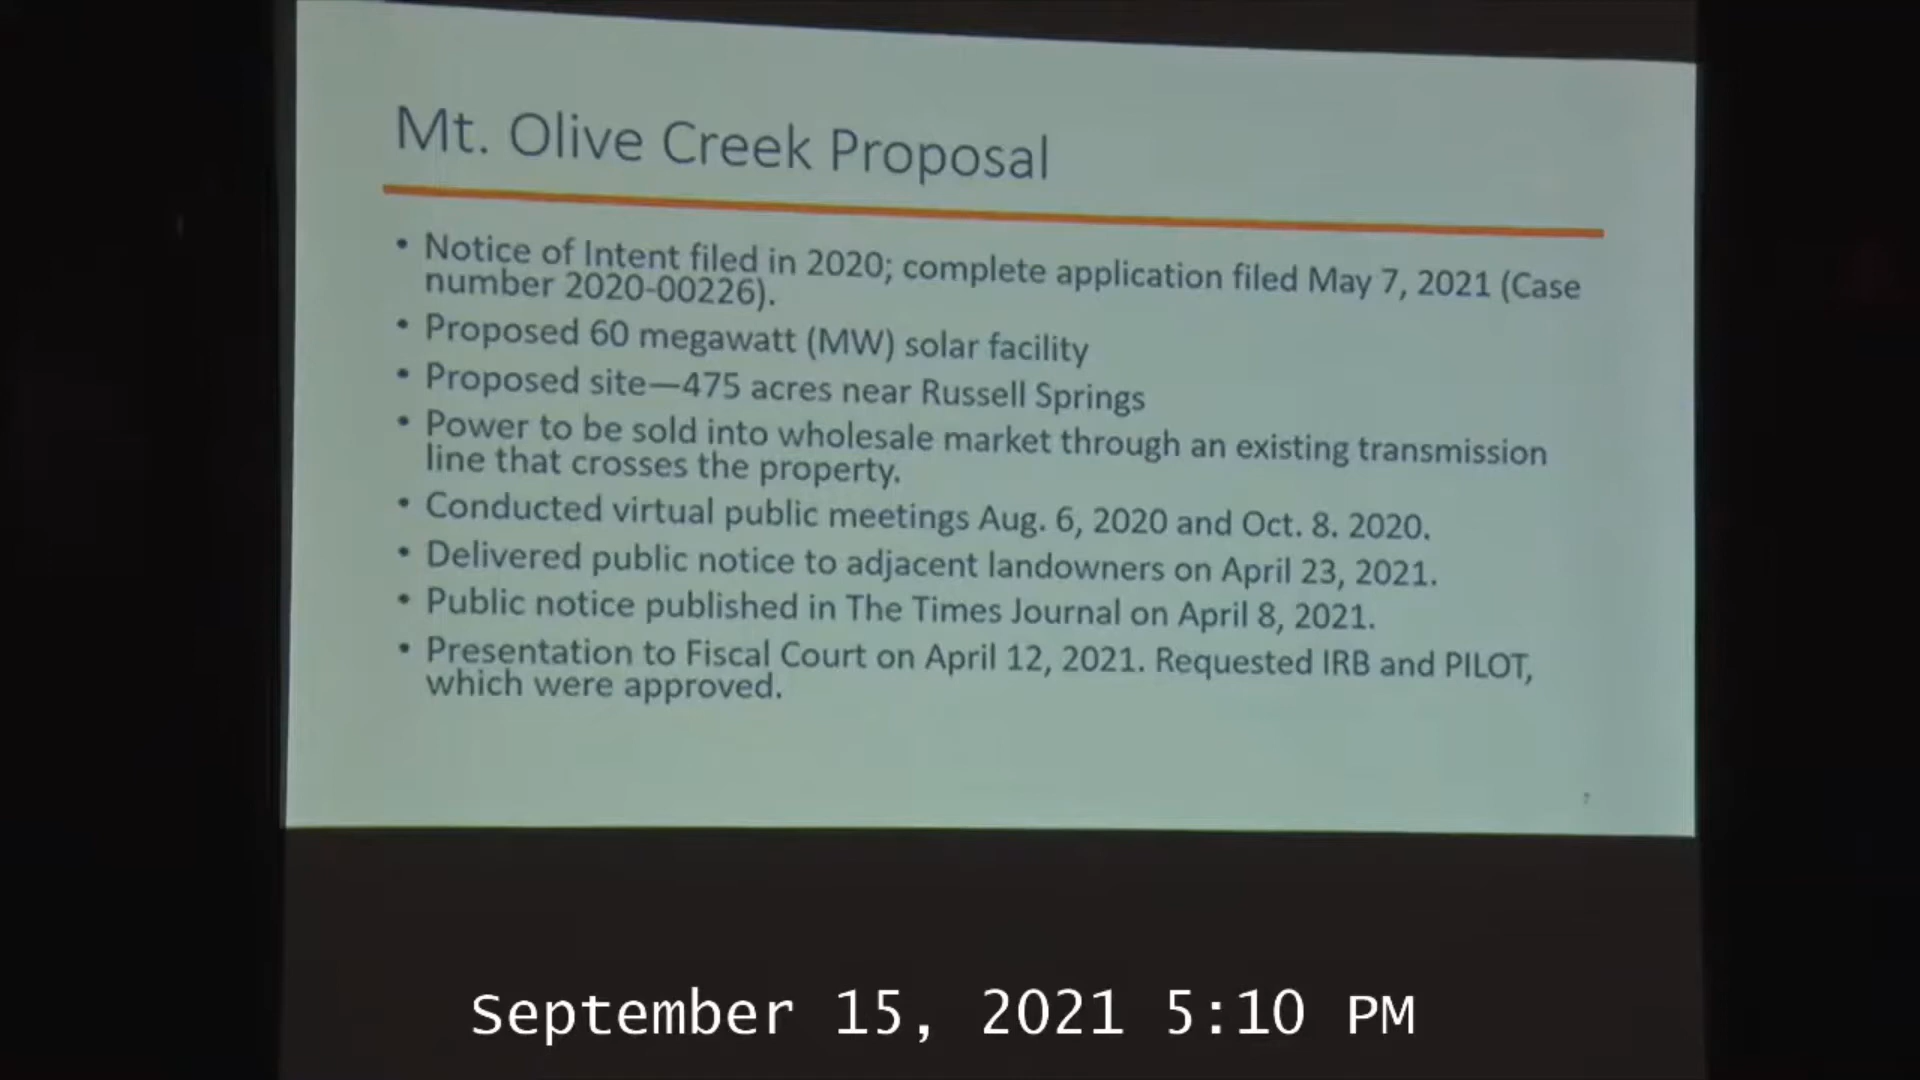 Mt. Olive Creek Proposal
• Notice of Intent filed in 2020; complete application filed May 7, 2021 (Case
number 2020-00226).
• Proposed 60 megawatt (MW) solar facility
• Proposed site—475 acres near Russell Springs
• Power to be sold into wholesale market through an existing transmission
line that crosses the property.
• Conducted virtual public meetings Aug. 6, 2020 and Oct. 8. 2020.
• Delivered public notice to adjacent landowners on April 23, 2021.
• Public notice published in The Times Journal on April 8, 2021.
• Presentation to Fiscal Court on April 12, 2021. Requested IRB and PILOT,
which were approved.
September 15, 2021 5:10 PM